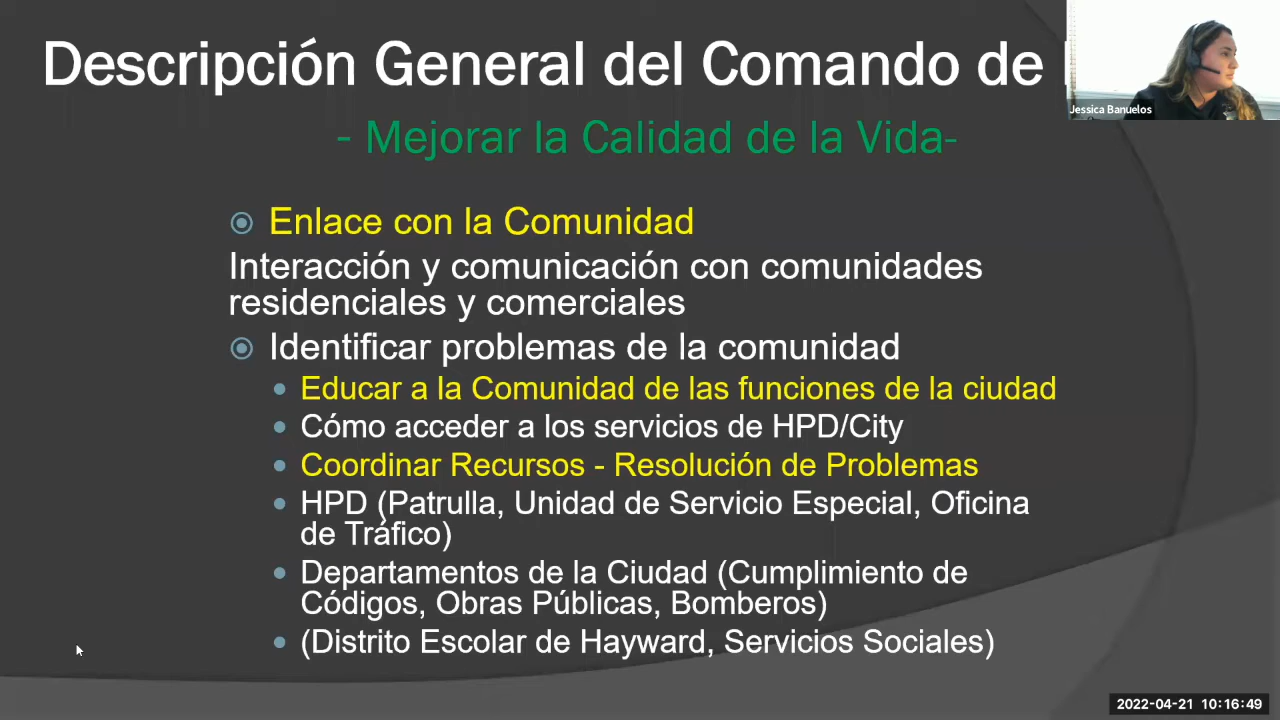 Descripción General del Comando de
Jessica Banuelos
- Mejorar la Calidad de la Vida-
Enlace con la Comunidad
Interacción y comunicación con comunidades
residenciales y comerciales
Identificar problemas de la comunidad
Educar a la Comunidad de las funciones de la ciudad
Cómo acceder a los servicios de HPD/City
Coordinar Recursos - Resolución de Problemas
HPD (Patrulla, Unidad de Servicio Especial, Oficina
de Tráfico)
Departamentos de la Ciudad (Cumplimiento de
Códigos, Obras Públicas, Bomberos)
(Distrito Escolar de Hayward, Servicios Sociales)
2022-04-21 10:16:49